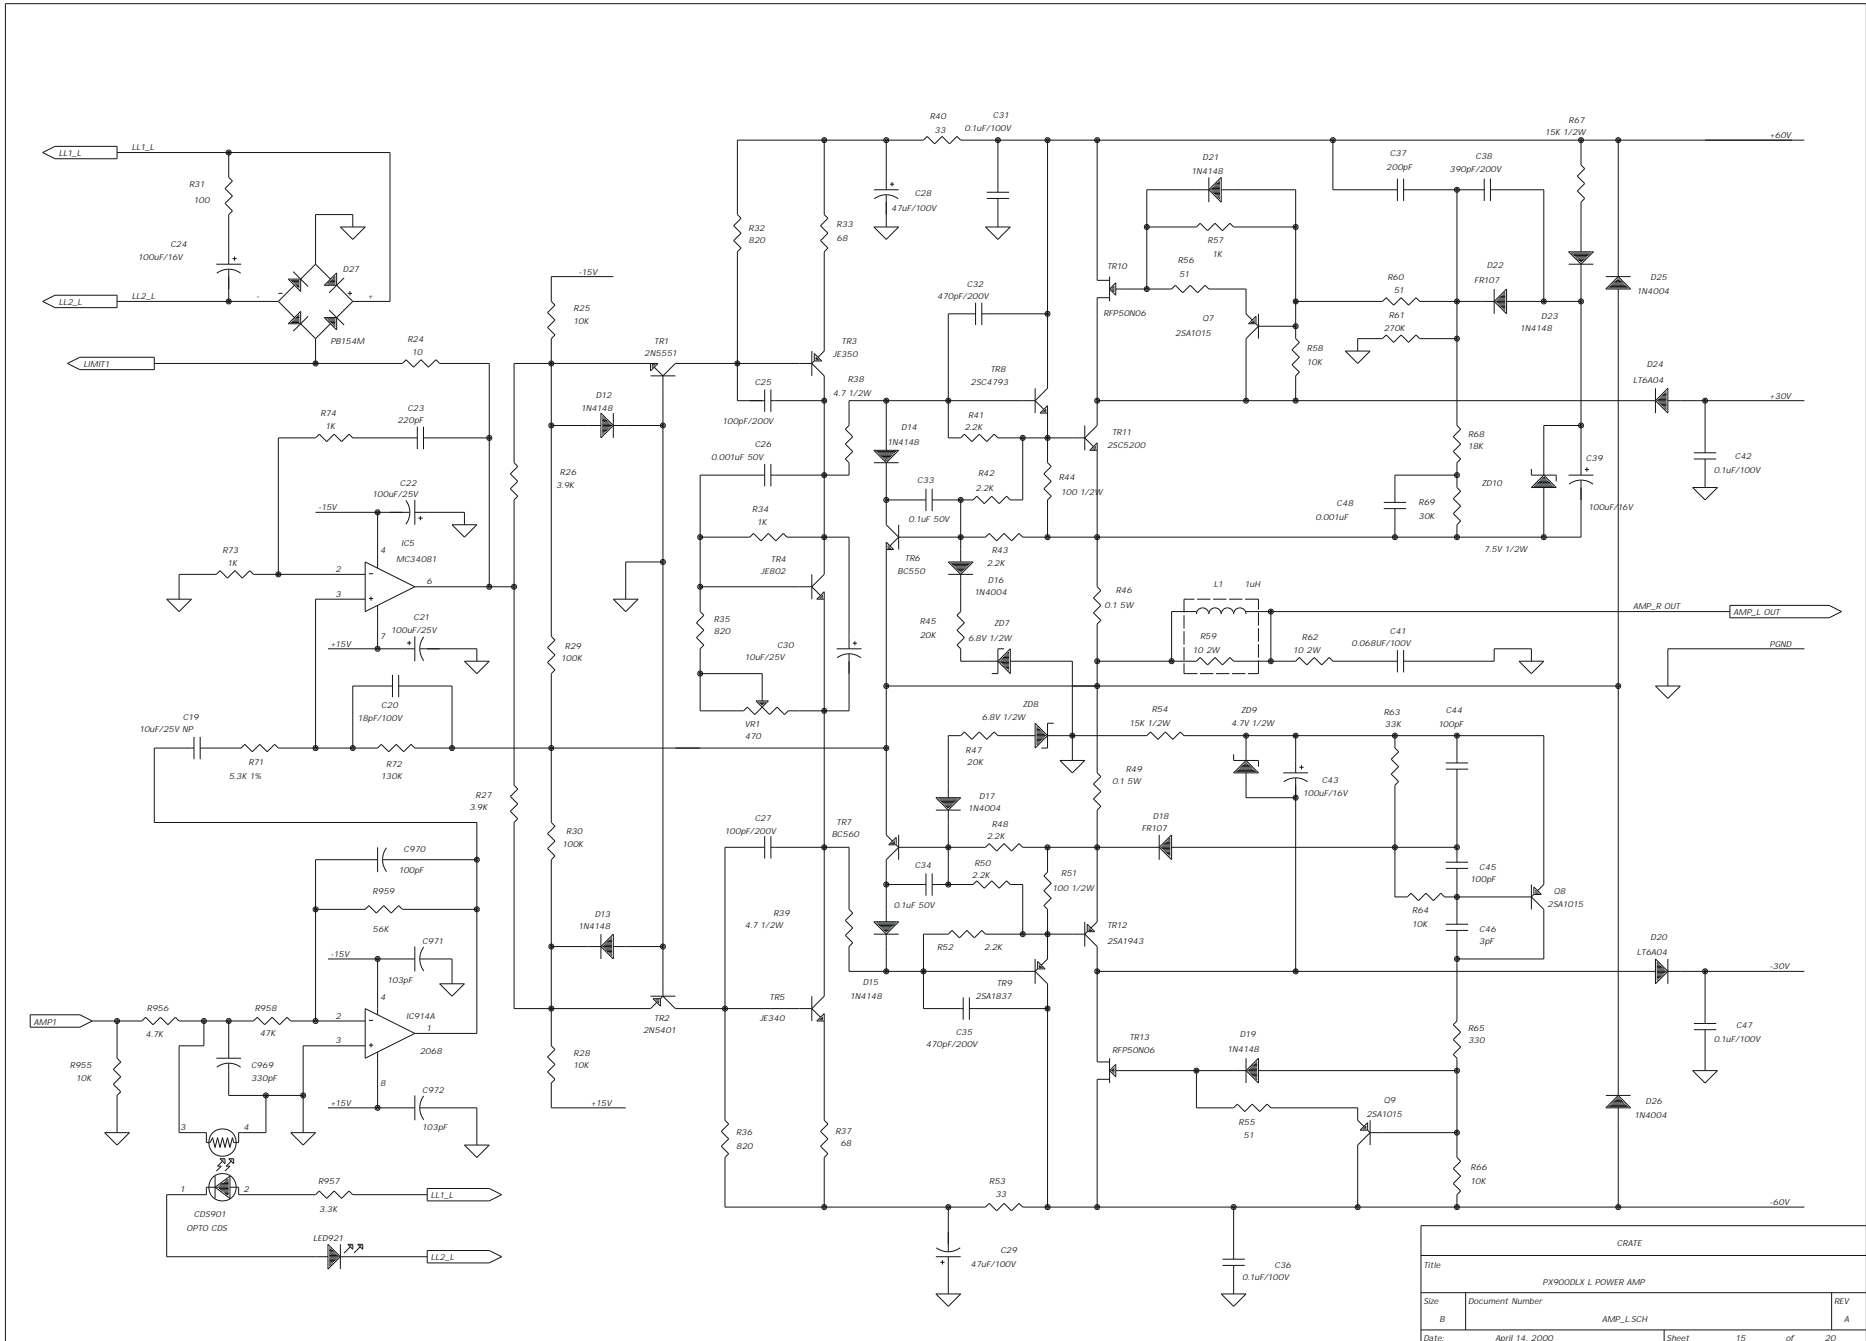 R40
33
C31
0.1uF/100V
R67
15K 1/2W
+60V
LL1_L
LL1_L
R31
100
C24
100uF/16V
+
D27
-
+
-
+
LL2_L
LL2_L
PB154M
R24
10
LIMIT1
R74
1K
C23
220pF
C22
100uF/25V
-15V
+
IC5
MC34081
4
R73
1K
2
-
3
+
6
7
C21
100uF/25V
+15V
+
C20
18pF/100V
C19
10uF/25V NP
R71
5.3K 1%
R72
130K
C970
100pF
R959
56K
C971
-15V
103pF
4
IC914A
R956
4.7K
R958
47K
AMP1
2
-
3
+
1
2068
8
R955
10K
C969
330pF
C972
+15V
103pF
3
4
1
2
CDS901
OPTO CDS
R957
3.3K
LL1_L
LED921
LL2_L
-15V
R25
10K
R26
3.9K
D12
1N4148
TR1
2N5551
R29
100K
R27
3.9K
R30
100K
D13
1N4148
TR2
2N5401
R28
10K
+15V
R32
820
R33
68
C28
+
47uF/100V
TR3
JE350
C25
100pF/200V
R38
4.7 1/2W
C26
0.001uF 50V
R34
1K
TR4
JE802
R35
820
C30
10uF/25V
+
VR1
470
C27
100pF/200V
TR7
BC560
R39
4.7 1/2W
TR5
JE340
R36
820
R37
68
C32
470pF/200V
TR8
2SC4793
R41
2.2K
D14
1N4148
R42
2.2K
C33
0.1uF 50V
R44
100 1/2W
TR6
BC550
R43
2.2K
D16
1N4004
R45
20K
ZD7
6.8V 1/2W
ZD8
6.8V 1/2W
R47
20K
D17
1N4004
R48
2.2K
C34
0.1uF 50V
R50
2.2K
R51
100 1/2W
R52
2.2K
D15
1N4148
TR9
2SA1837
C35
470pF/200V
R53
33
C29
47uF/100V
+
D21
1N4148
R57
1K
TR10
RFP50N06
R56
51
Q7
2SA1015
R58
10K
TR11
2SC5200
R46
0.1 5W
L1
1uH
R59
10 2W
R62
10 2W
C41
0.068UF/100V
AMP_R OUT
AMP_L OUT
PGND
R54
15K 1/2W
ZD9
4.7V 1/2W
+
C43
100uF/16V
R49
0.1 5W
D18
FR107
TR12
2SA1943
TR13
RFP50N06
D19
1N4148
R55
51
Q9
2SA1015
C36
0.1uF/100V
C37
200pF
C38
390pF/200V
R60
51
R61
270K
D22
FR107
D23
1N4148
D25
1N4004
D24
LT6A04
+30V
R68
18K
C39
+
100uF/16V
ZD10
7.5V 1/2W
C48
0.001uF
R69
30K
C42
0.1uF/100V
R63
33K
C44
100pF
C45
100pF
R64
10K
C46
3pF
Q8
2SA1015
D20
LT6A04
-30V
R65
330
C47
0.1uF/100V
D26
1N4004
R66
10K
-60V
CRATE
Title
PX900DLX L POWER AMP
Size
B
Document Number
AMP_L.SCH
REV
A
Date:
April 14, 2000
Sheet
15
of
20